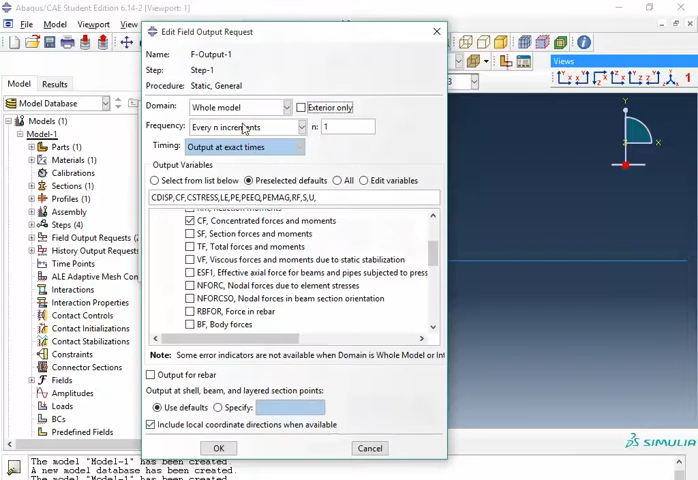 Abaqus/CAE Student Edition 6.14-2 [Viewport: 1]
File Model Viewport View
Edit Field Output Request
Name: F-Output-1
Step: Step-1
Procedure: Static, General
Domain: Whole model Exterior only
Frequency: Every n increments n: 1
Timing: Output at exact times
Output Variables
Select from list below Preselected defaults All Edit variables
CDISP,CF,CSTRESS,LE,PE,PEEQ,PEMAG,RF,S,U,
CF, Concentrated forces and moments
SF, Section forces and moments
TF, Total forces and moments
VF, Viscous forces and moments due to static stabilization
ESF1, Effective axial force for beams and pipes subjected to press
NFORC, Nodal forces due to element stresses
NFORCSO, Nodal forces in beam section orientation
RBFOR, Force in rebar
BF, Body forces
Note: Some error indicators are not available when Domain is Whole Model or Int
Output for rebar
Output at shell, beam, and layered section points:
Use defaults Specify:
Include local coordinate directions when available
OK Cancel
Model Results
Model Database
Models (1)
Model-1
Parts (1)
Materials (1)
Calibrations
Sections (1)
Profiles
Assembly
Steps (4)
Field Output Requests (
History Output Requests
Time Points
ALE Adaptive Mesh Con
Interactions
Interaction Properties
Contact Controls
Contact Initializations
Contact Stabilizations
Constraints
Connector Sections
Fields
Amplitudes
Loads
BCs
Predefined Fields
Views
1
Y
X
SIMULIA
The model "Model-1" has been created.
A new model database has been created.
The model "Model-1" has been created.